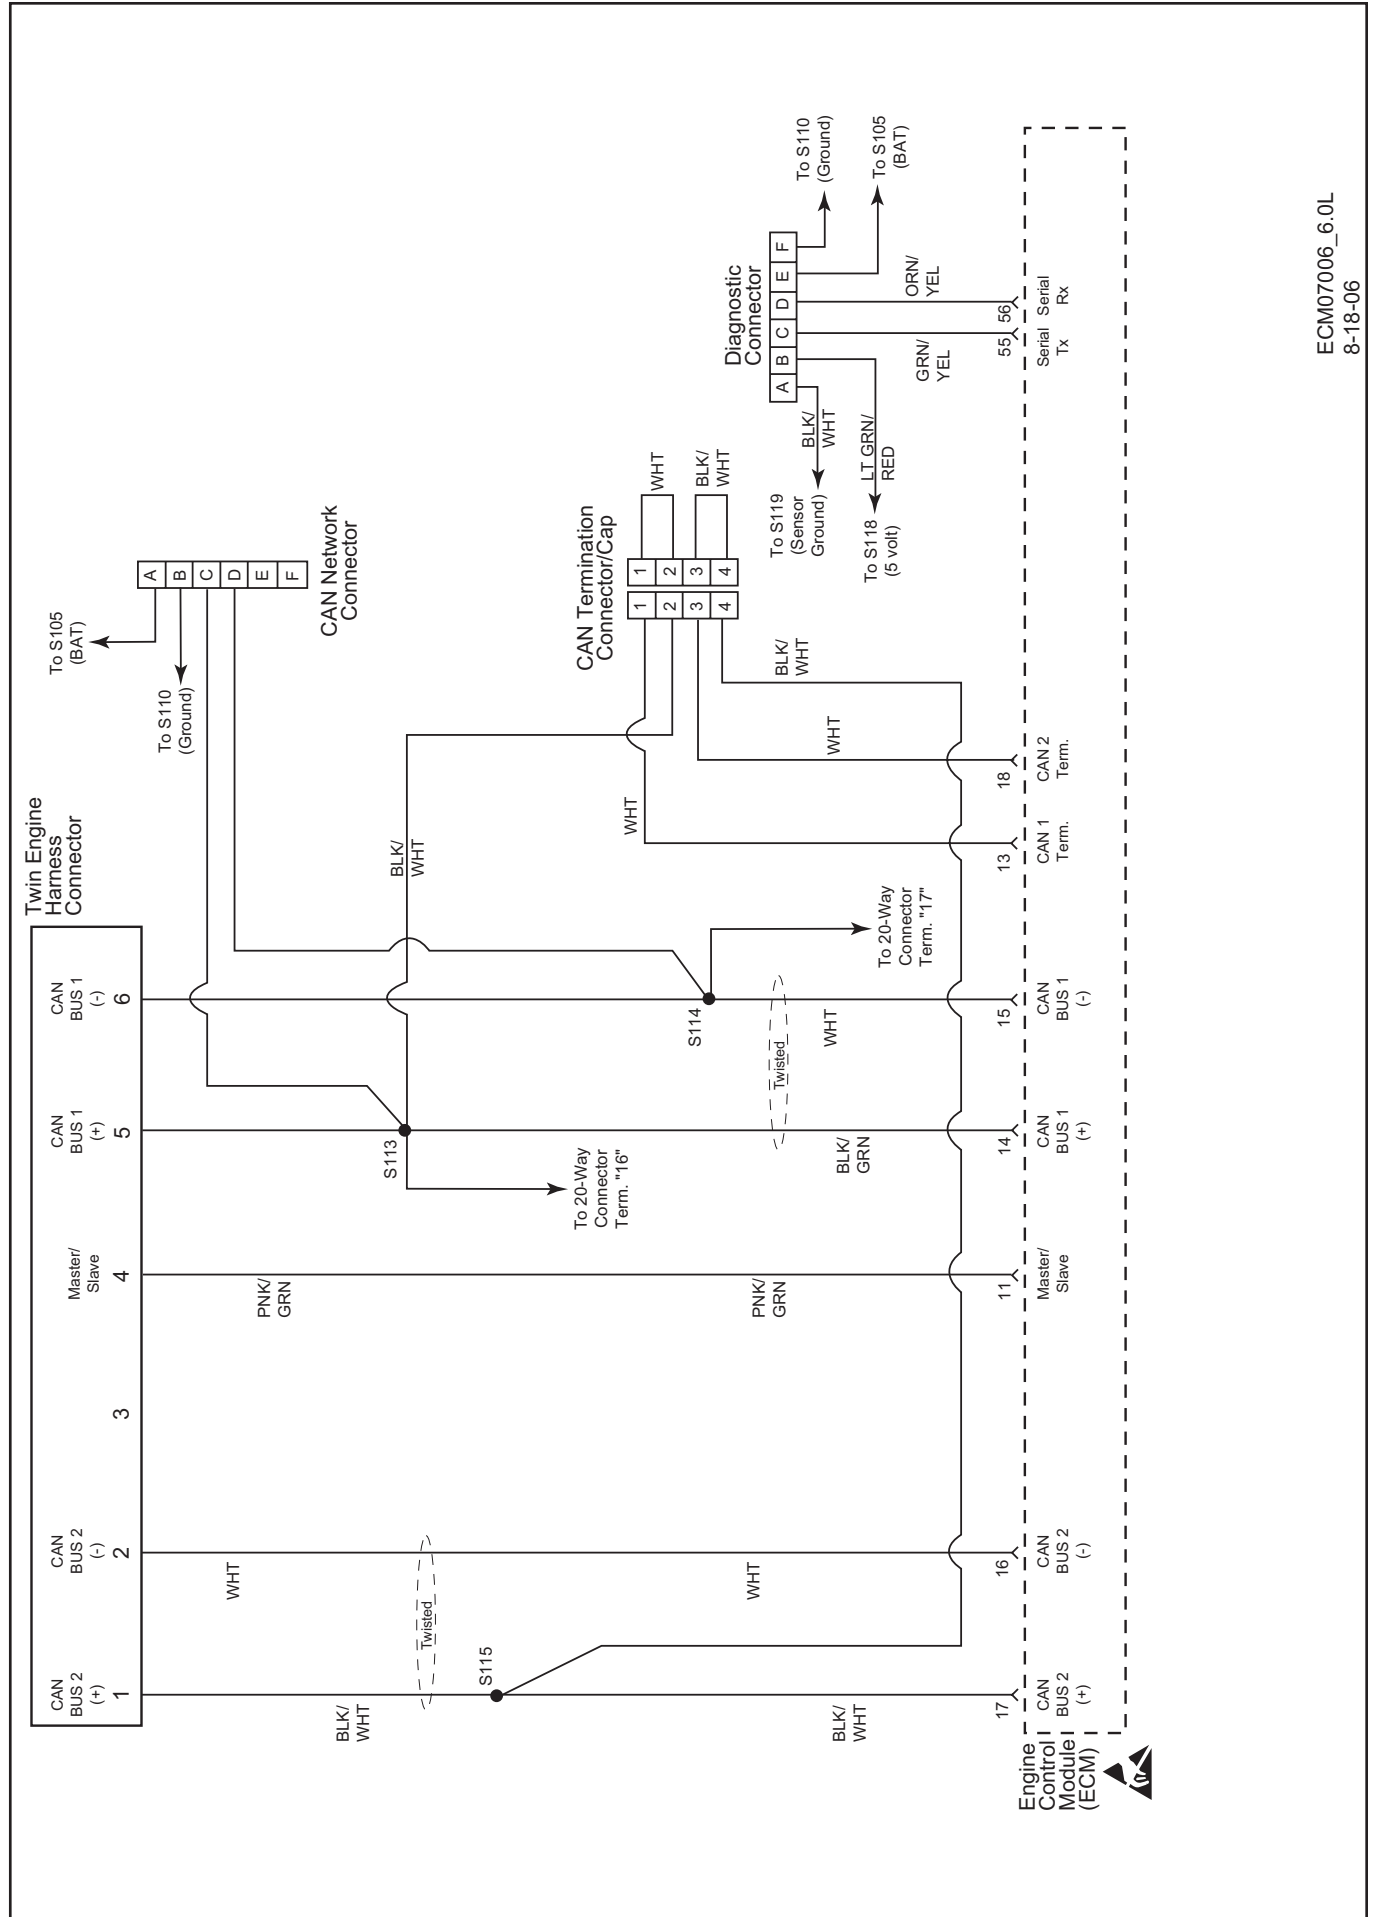 Twin Engine
Harness
Connector
CAN
BUS 2
(+)
1
CAN
BUS 2
(-)
2
3
Master/
Slave
4
CAN
BUS 1
(+)
5
CAN
BUS 1
(-)
6
To S105
(BAT)
To S110
(Ground)
A
B
C
D
E
F
CAN Network
Connector
WHT
PNK/
GRN
BLK/
WHT
Twisted
BLK/
WHT
S115
S113
To 20-Way
Connector
Term. "16"
S114
To 20-Way
Connector
Term. "17"
Twisted
CAN Termination
Connector/Cap
1
2
3
4
1
2
3
4
WHT
BLK/
WHT
WHT
BLK/
WHT
WHT
Diagnostic
Connector
A
B
C
D
E
F
To S110
(Ground)
To S105
(BAT)
BLK/
WHT
To S119
(Sensor
Ground)
LT GRN/
RED
To S118
(5 volt)
GRN/
YEL
ORN/
YEL
BLK/
WHT
WHT
PNK/
GRN
BLK/
GRN
WHT
17
CAN
BUS 2
(+)
16
CAN
BUS 2
(-)
11
Master/
Slave
14
CAN
BUS 1
(+)
15
CAN
BUS 1
(-)
13
CAN 1
Term.
18
CAN 2
Term.
55
Serial
Tx
56
Serial
Rx
Engine
Control
Module
(ECM)
ECM07006_6.0L
8-18-06